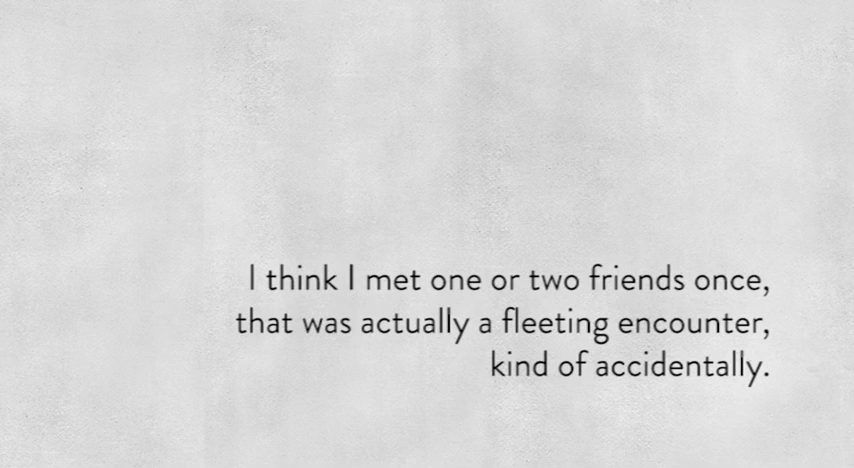 I think I met one or two friends once,
that was actually a fleeting encounter,
kind of accidentally.